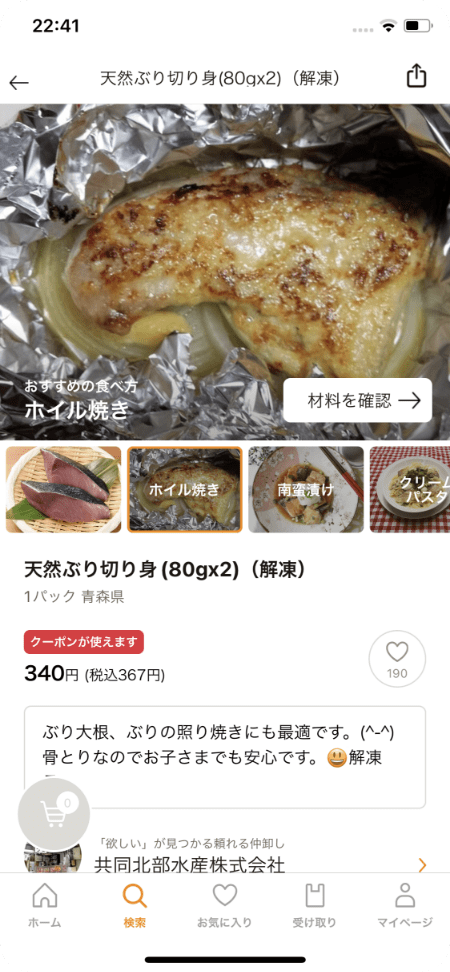 22:41
天然ぶり切り身(80gx2)（解凍）
おすすめの食べ方
ホイル焼き
材料を確認
ホイル焼き
南蛮漬け
クリーム
パスタ
天然ぶり切り身(80gx2)（解凍）
1パック 青森県
クーポンが使えます
340円 (税込367円)
190
ぶり大根、ぶりの照り焼きにも最適です。(^-^)
骨とりなのでお子さまでも安心です。😃解凍
0
「欲しい」が見つかる頼れる仲卸し
共同北部水産株式会社
ホーム
検索
お気に入り
受け取り
マイページ